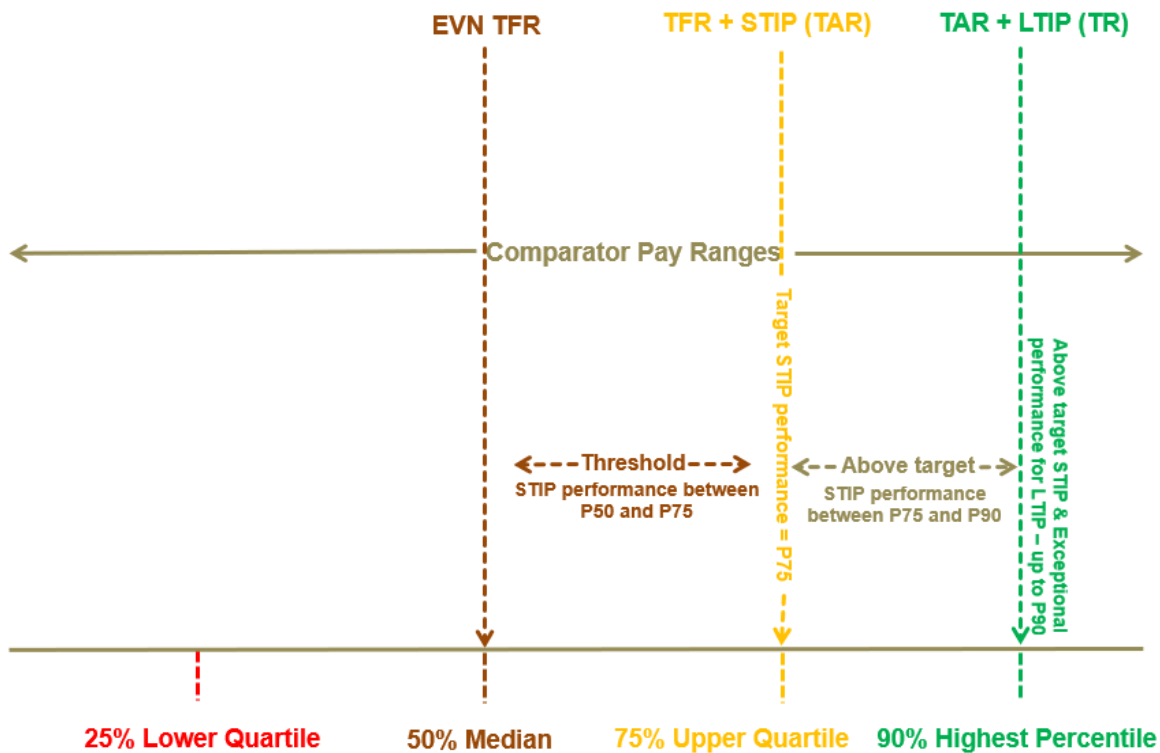 EVN TFR
TFR + STIP (TAR)
TAR + LTIP (TR)
Comparator Pay Ranges
Target STIP performance = P75
Above target STIP & Exceptional
performance for LTIP – up to P90
Threshold
STIP performance between
P50 and P75
Above target
STIP performance
between P75 and P90
25% Lower Quartile
50% Median
75% Upper Quartile
90% Highest Percentile